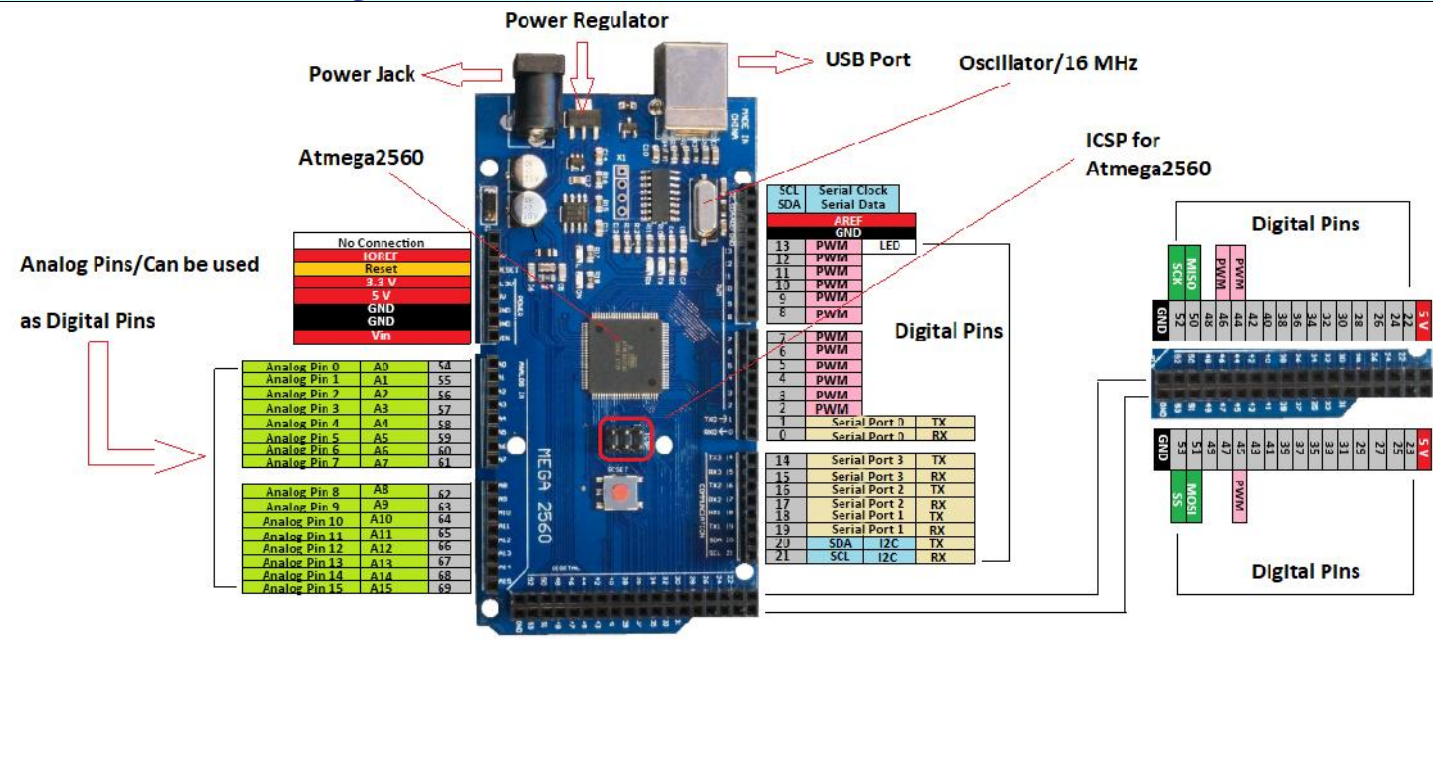 Power Regulator
Power Jack
USB Port
Oscillator/16 MHz
Atmega2560
ICSP for
Atmega2560
Analog Pins/Can be used
as Digital Pins
No Connection
IOREF
Reset
3.3 V
5 V
GND
GND
Vin
Analog Pin 0 A0 54
Analog Pin 1 A1 55
Analog Pin 2 A2 56
Analog Pin 3 A3 57
Analog Pin 4 A4 58
Analog Pin 5 A5 59
Analog Pin 6 A6 60
Analog Pin 7 A7 61
Analog Pin 8 A8 62
Analog Pin 9 A9 63
Analog Pin 10 A10 64
Analog Pin 11 A11 65
Analog Pin 12 A12 66
Analog Pin 13 A13 67
Analog Pin 14 A14 68
Analog Pin 15 A15 69
MADE IN
CHINA
X1
RESET
MEGA 2560
COMMUNICATION
SCL Serial Clock
SDA Serial Data
AREF
GND
13 PWM LED
12 PWM
11 PWM
10 PWM
9 PWM
8 PWM
7 PWM
6 PWM
5 PWM
4 PWM
3 PWM
2 PWM
1 Serial Port 0 TX
0 Serial Port 0 RX
14 Serial Port 3 TX
15 Serial Port 3 RX
16 Serial Port 2 TX
17 Serial Port 2 RX
18 Serial Port 1 TX
19 Serial Port 1 RX
20 SDA I2C TX
21 SCL I2C RX
Digital Pins
Digital Pins
SCK MISO PWM PWM
GND 52 50 48 46 44 42 40 38 36 34 32 30 28 26 24 22 5 V
GND 53 51 49 47 45 43 41 39 37 35 33 31 29 27 25 23 5 V
SS MOSI PWM
Digital Pins